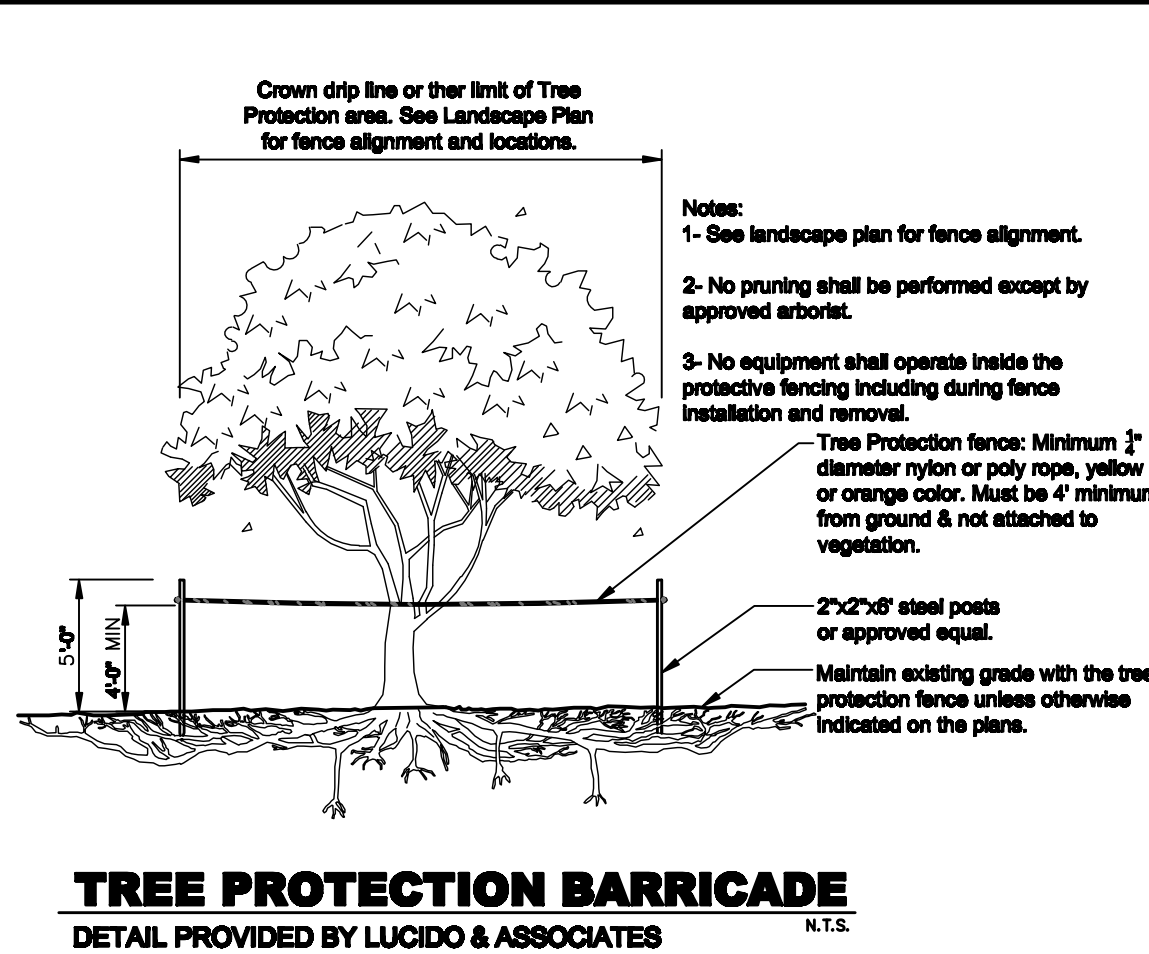 Crown drip line or ther limit of Tree
Protection area. See Landscape Plan
for fence alignment and locations.
Notes:
1- See landscape plan for fence alignment.
2- No pruning shall be performed except by
approved arborist.
3- No equipment shall operate inside the
protective fencing including during fence
installation and removal.
Tree Protection fence: Minimum 1/4"
diameter nylon or poly rope, yellow
or orange color. Must be 4' minimum
from ground & not attached to
vegetation.
2"x2"x6' steel posts
or approved equal.
Maintain existing grade with the tree
protection fence unless otherwise
indicated on the plans.
5'-0"
4'-0" MIN
TREE PROTECTION BARRICADE
N.T.S.
DETAIL PROVIDED BY LUCIDO & ASSOCIATES